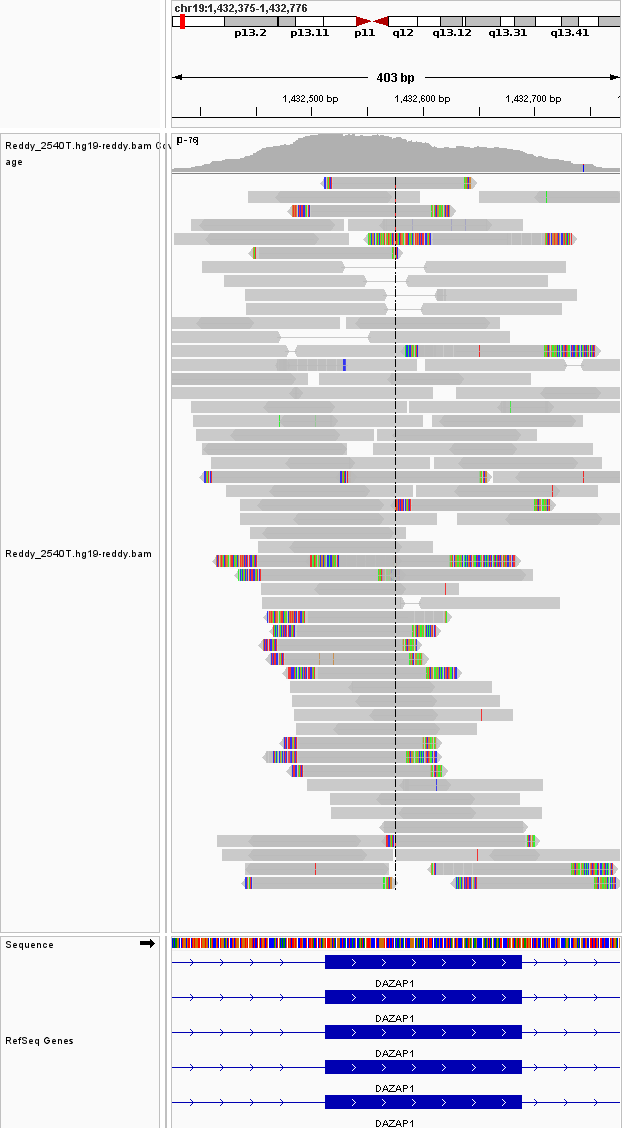 chr19:1,432,375-1,432,776
p13.2 p13.11 p11 q12 q13.12 q13.31 q13.41
403 bp
1,432,500 bp 1,432,600 bp 1,432,700 bp
Reddy_2540T.hg19-reddy.bam Cov
age
[0-76]
Reddy_2540T.hg19-reddy.bam
Sequence
DAZAP1
DAZAP1
RefSeq Genes
DAZAP1
DAZAP1
DAZAP1